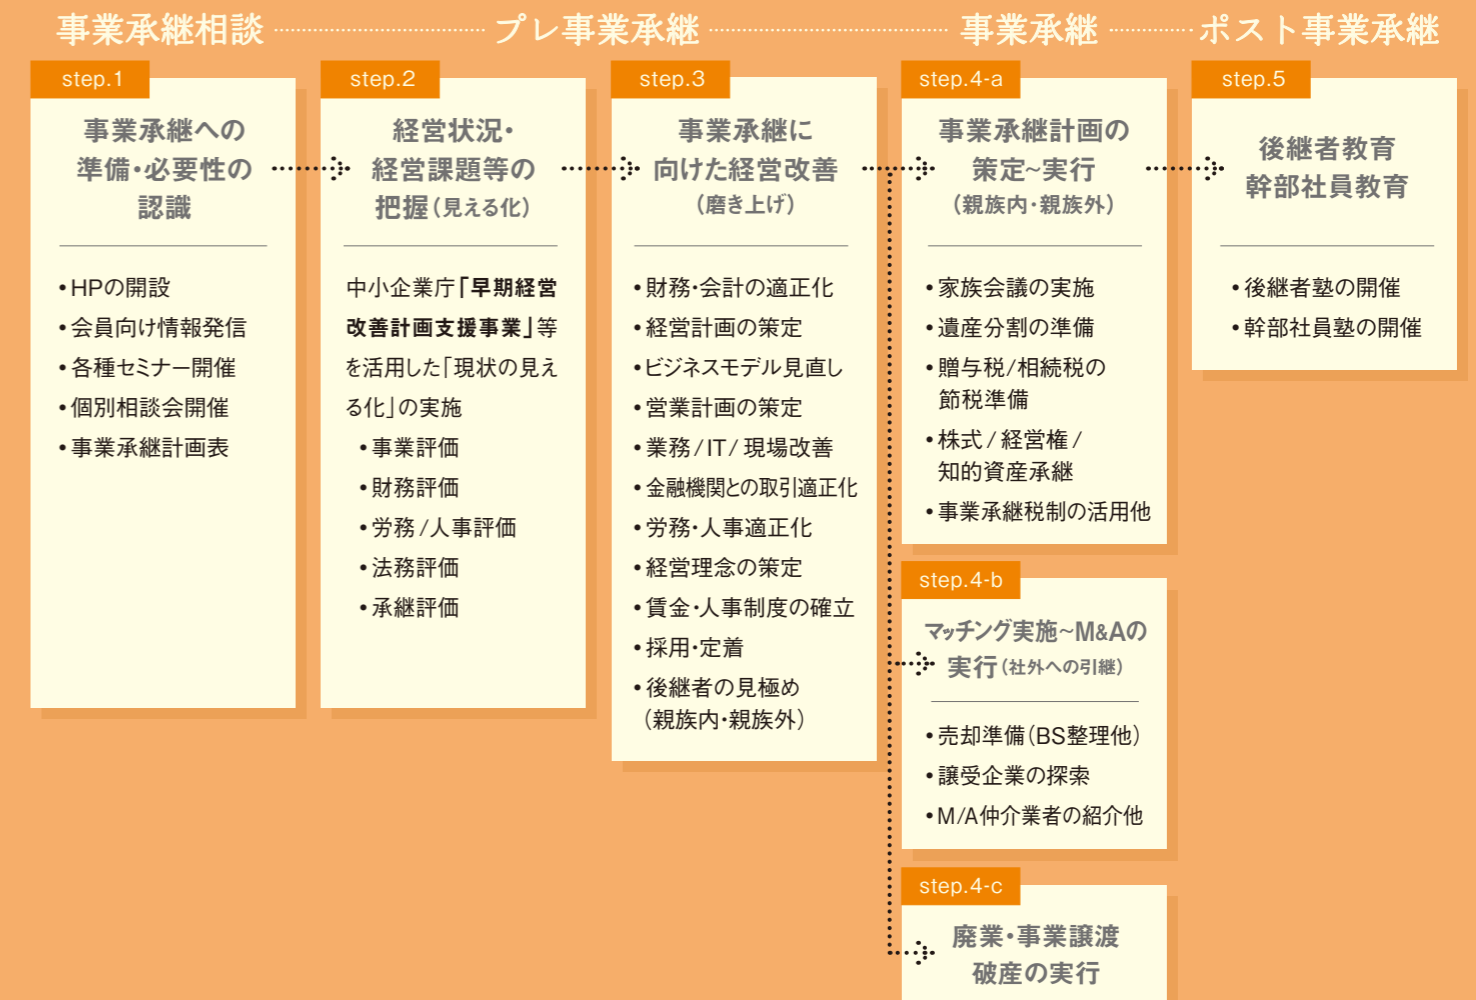 事業承継相談
プレ事業承継
事業承継
ポスト事業承継
step.1
事業承継への
準備・必要性の
認識
•HPの開設
•会員向け情報発信
•各種セミナー開催
•個別相談会開催
•事業承継計画表
step.2
経営状況・
経営課題等の
把握（見える化）
中小企業庁「早期経営
改善計画支援事業」等
を活用した「現状の見え
る化」の実施
•事業評価
•財務評価
•労務/人事評価
•法務評価
•承継評価
step.3
事業承継に
向けた経営改善
（磨き上げ）
•財務・会計の適正化
•経営計画の策定
•ビジネスモデル見直し
•営業計画の策定
•業務/IT/現場改善
•金融機関との取引適正化
•労務・人事適正化
•経営理念の策定
•賃金・人事制度の確立
•採用・定着
•後継者の見極め
（親族内・親族外）
step.4-a
事業承継計画の
策定~実行
（親族内・親族外）
•家族会議の実施
•遺産分割の準備
•贈与税/相続税の
節税準備
•株式/経営権/
知的資産承継
•事業承継税制の活用他
step.4-b
マッチング実施~M&Aの
実行（社外への引継）
•売却準備（BS整理他）
•譲受企業の探索
•M/A仲介業者の紹介他
step.4-c
廃業・事業譲渡
破産の実行
step.5
後継者教育
幹部社員教育
•後継者塾の開催
•幹部社員塾の開催